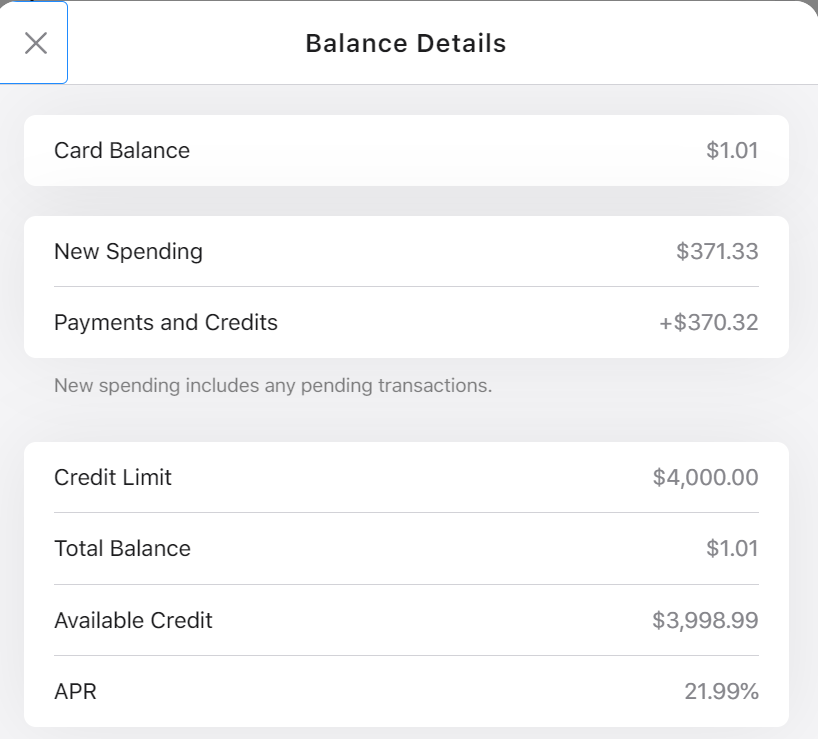 Balance Details
Card Balance $1.01
New Spending $371.33
Payments and Credits +$370.32
New spending includes any pending transactions.
Credit Limit $4,000.00
Total Balance $1.01
Available Credit $3,998.99
APR 21.99%